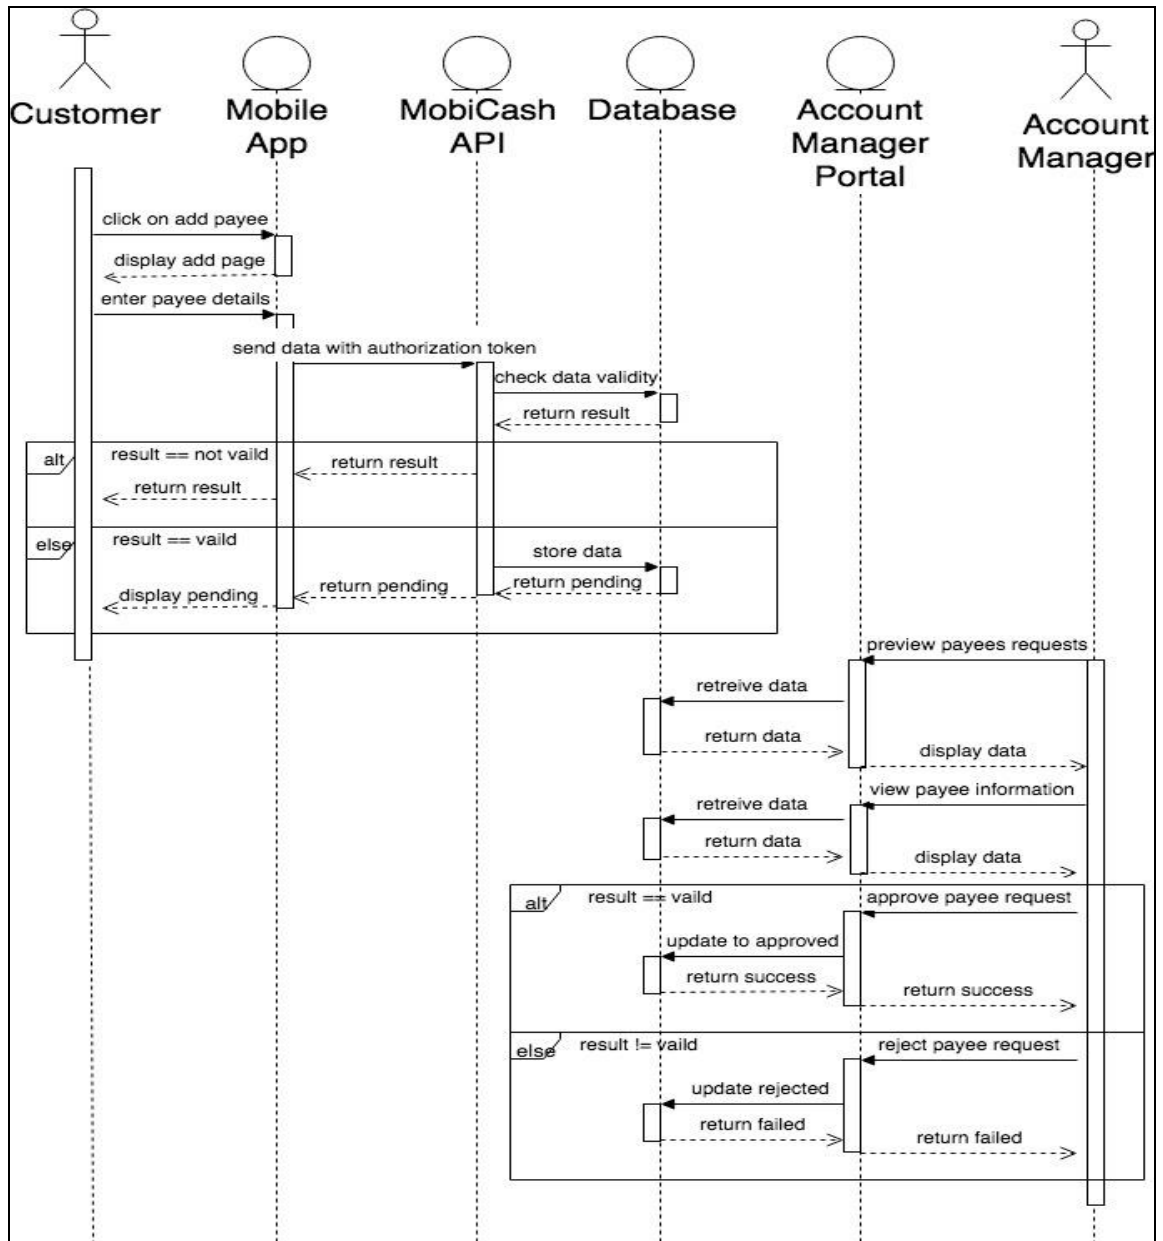 Customer
Mobile
App
MobiCash
API
Database
Account
Manager
Portal
Account
Manager
click on add payee
display add page
enter payee details
send data with authorization token
check data validity
return result
alt
result == not vaild
return result
return result
else
result == vaild
store data
return pending
return pending
display pending
preview payees requests
retreive data
return data
display data
view payee information
retreive data
return data
display data
alt
result == vaild
approve payee request
update to approved
return success
return success
else
result != vaild
reject payee request
update rejected
return failed
return failed